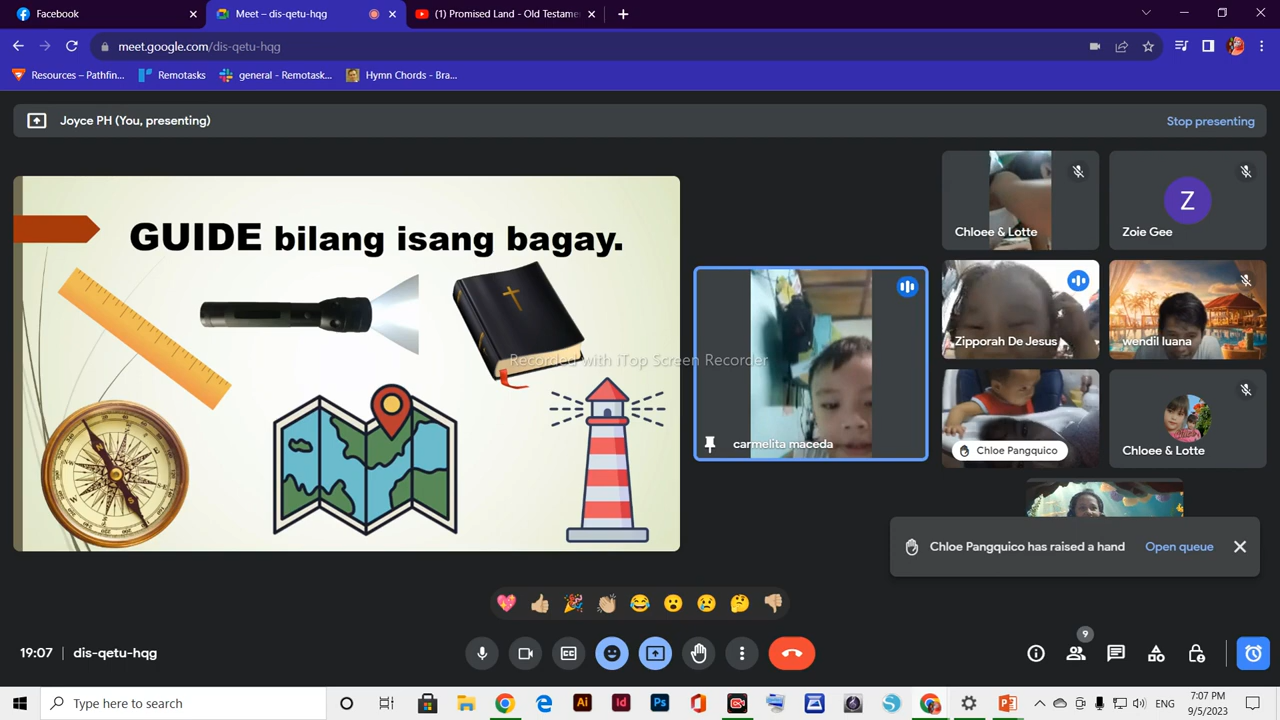 Facebook
Meet – dis-qetu-hqg
(1) Promised Land - Old Testame
meet.google.com/dis-qetu-hqg
Resources – Pathfin...
Remotasks
general - Remotask...
Hymn Chords - Bra...
Joyce PH (You, presenting)
Stop presenting
GUIDE bilang isang bagay.
Recorded with iTop Screen Recorder
carmelita maceda
Chloee & Lotte
Z
Zoie Gee
Zipporah De Jesus
wendil luana
Chloe Pangquico
Chloee & Lotte
Chloe Pangquico has raised a hand
Open queue
19:07
dis-qetu-hqg
9
Type here to search
Ai
Id
Ps
ENG
7:07 PM
9/5/2023